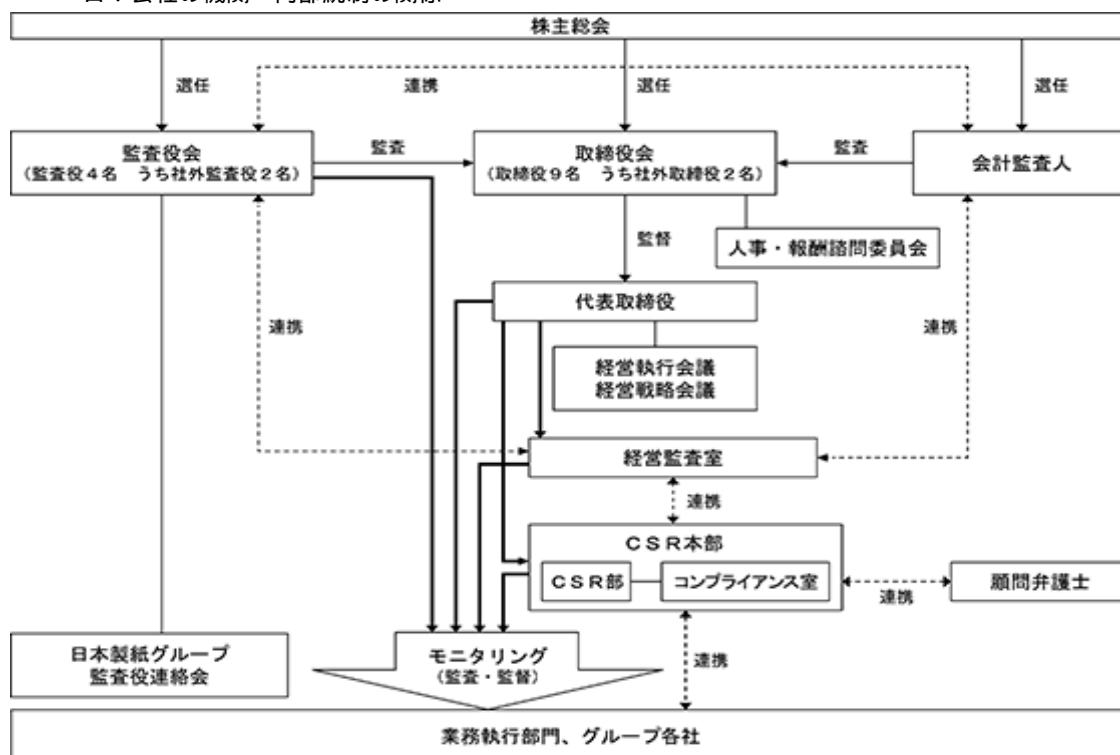 株主総会
選任
連携
選任
選任
監査役会
(監査役4名 うち社外監査役2名)
監査
取締役会
(取締役9名 うち社外取締役2名)
監査
会計監査人
監督
人事・報酬諮問委員会
代表取締役
連携
連携
経営執行会議
経営戦略会議
経営監査室
連携
CSR本部
CSR部
コンプライアンス室
連携
顧問弁護士
日本製紙グループ
監査役連絡会
モニタリング
(監査・監督)
連携
業務執行部門、グループ各社